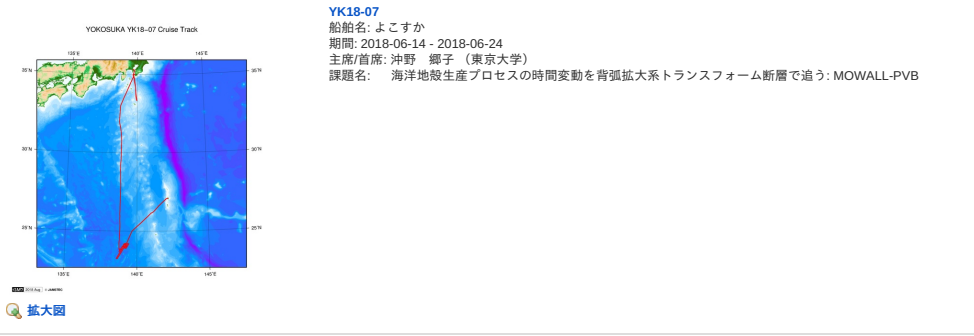 YK18-07
船舶名: よこすか
期間: 2018-06-14 - 2018-06-24
主席/首席: 沖野　郷子 （東京大学）
課題名:　 海洋地殻生産プロセスの時間変動を背弧拡大系トランスフォーム断層で追う: MOWALL-PVB
YOKOSUKA YK18-07 Cruise Track
135˚E 140˚E 145˚E
35˚N 35˚N
30˚N 30˚N
25˚N 25˚N
135˚E 140˚E 145˚E
拡大図